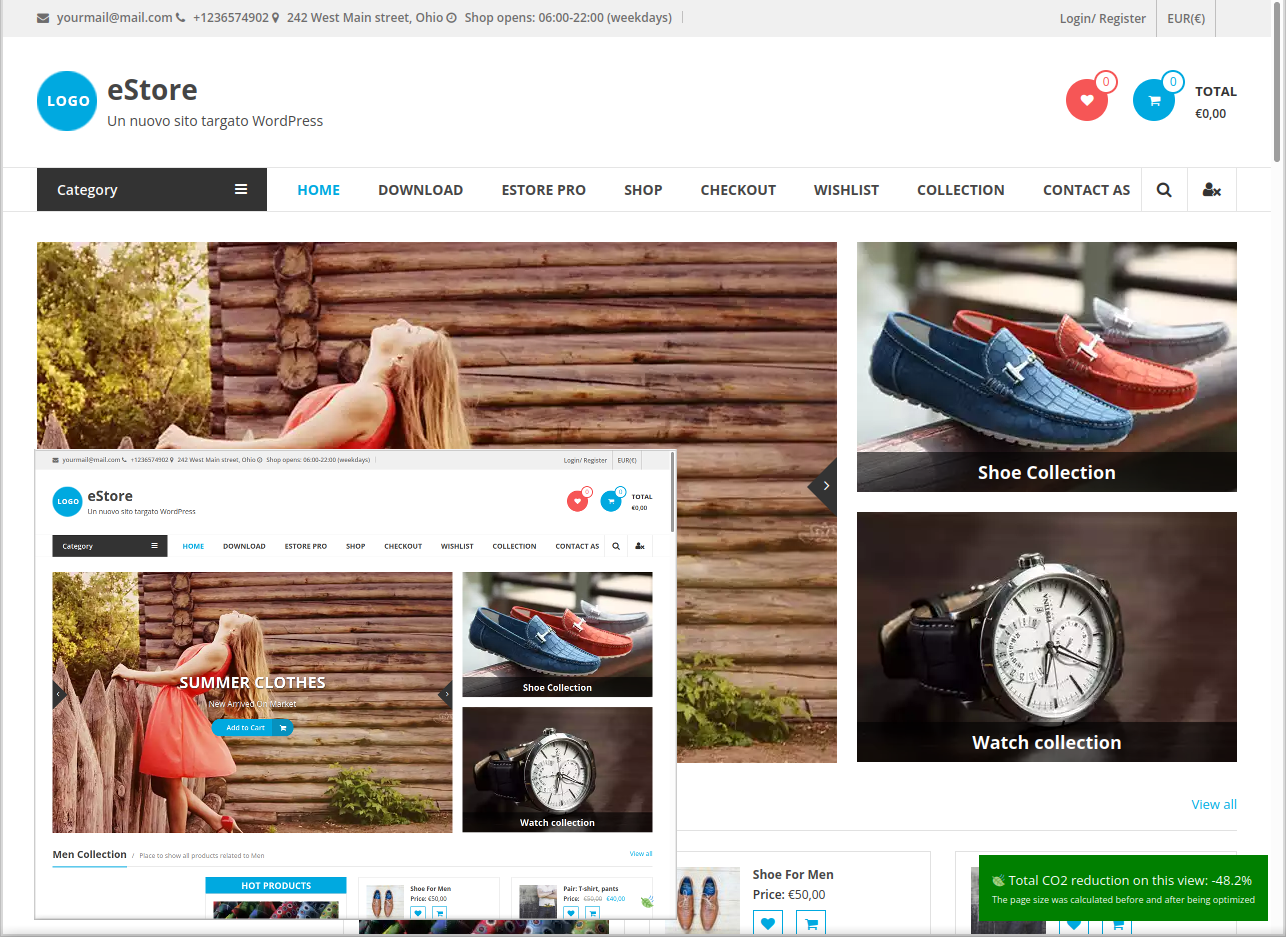 yourmail@mail.com +1236574902 242 West Main street, Ohio Shop opens: 06:00-22:00 (weekdays)
Login/ Register EUR(€)
LOGO
eStore
Un nuovo sito targato WordPress
0
0
TOTAL
€0,00
Category
HOME DOWNLOAD ESTORE PRO SHOP CHECKOUT WISHLIST COLLECTION CONTACT AS
Shoe Collection
Watch collection
View all
Shoe For Men
Price: €50,00
Total CO2 reduction on this view: -48.2%
The page size was calculated before and after being optimized
yourmail@mail.com +1236574902 242 West Main street, Ohio Shop opens: 06:00-22:00 (weekdays)
Login/ Register EUR(€)
LOGO
eStore
Un nuovo sito targato WordPress
0
0
TOTAL
€0,00
Category
HOME DOWNLOAD ESTORE PRO SHOP CHECKOUT WISHLIST COLLECTION CONTACT AS
SUMMER CLOTHES
New Arrived On Market
Add to Cart
Shoe Collection
Watch collection
Men Collection / Place to show all products related to Men
View all
HOT PRODUCTS
Shoe For Men
Price: €50,00
Pair: T-shirt, pants
Price: €50,00 €40,00